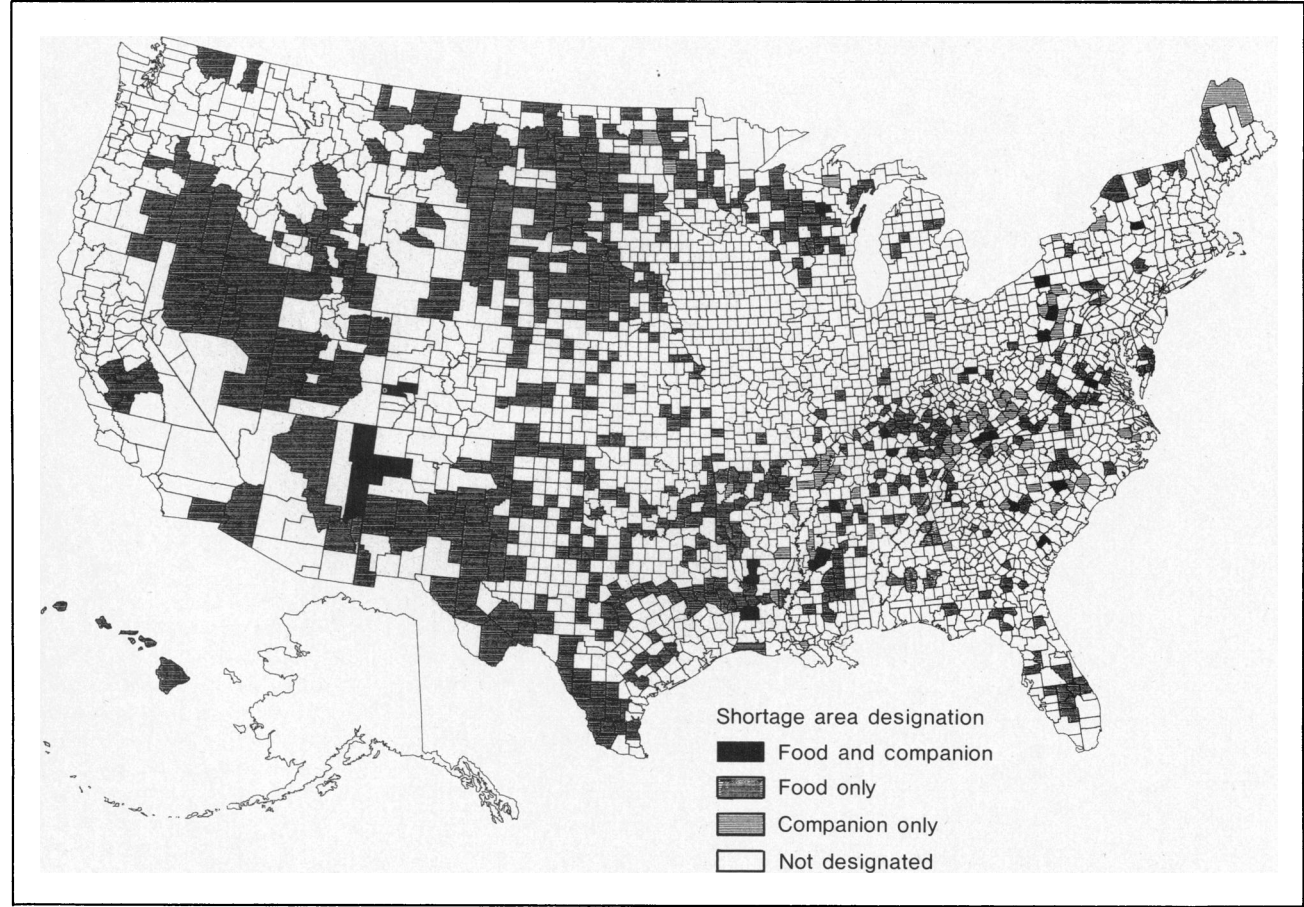 Shortage area designation
Food and companion
Food only
Companion only
Not designated